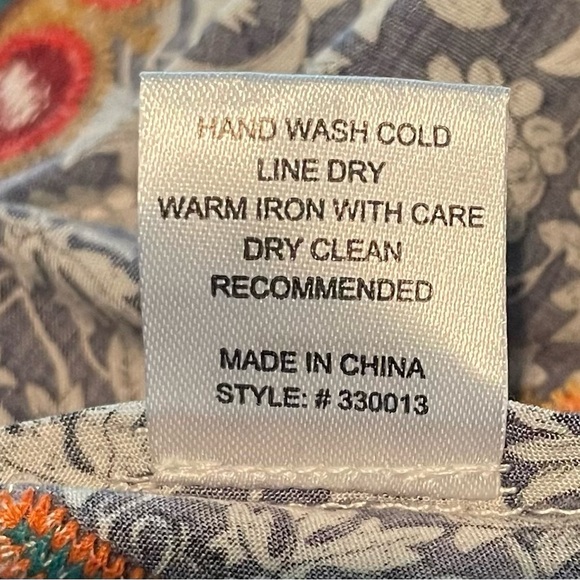 HAND WASH COLD
LINE DRY
WARM IRON WITH CARE
DRY CLEAN
RECOMMENDED
MADE IN CHINA
STYLE: # 330013